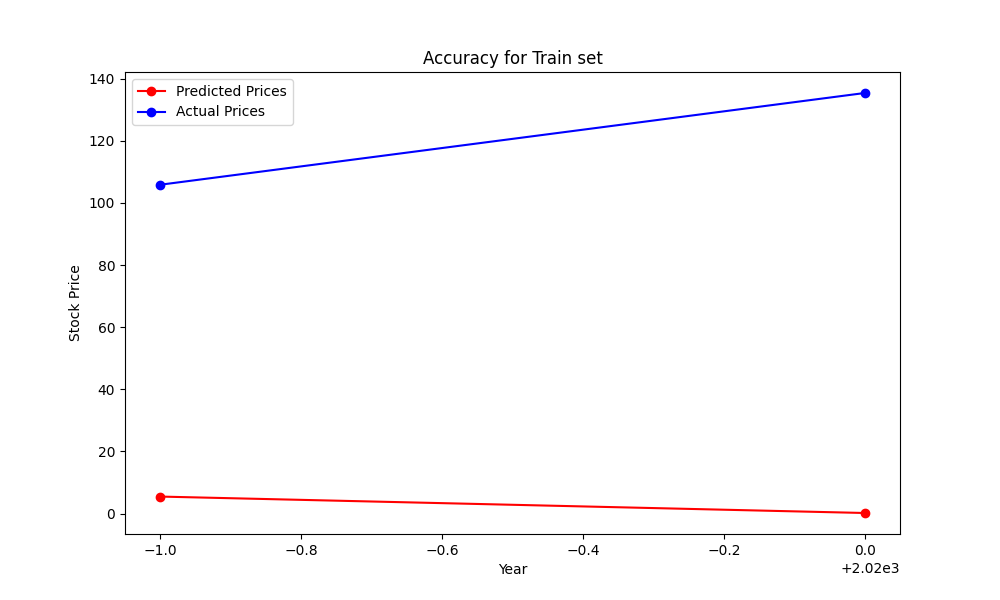 Accuracy for Train set
Predicted Prices
Actual Prices
140
120
100
80
60
40
20
0
Stock Price
−1.0 −0.8 −0.6 −0.4 −0.2 0.0
+2.02e3
Year